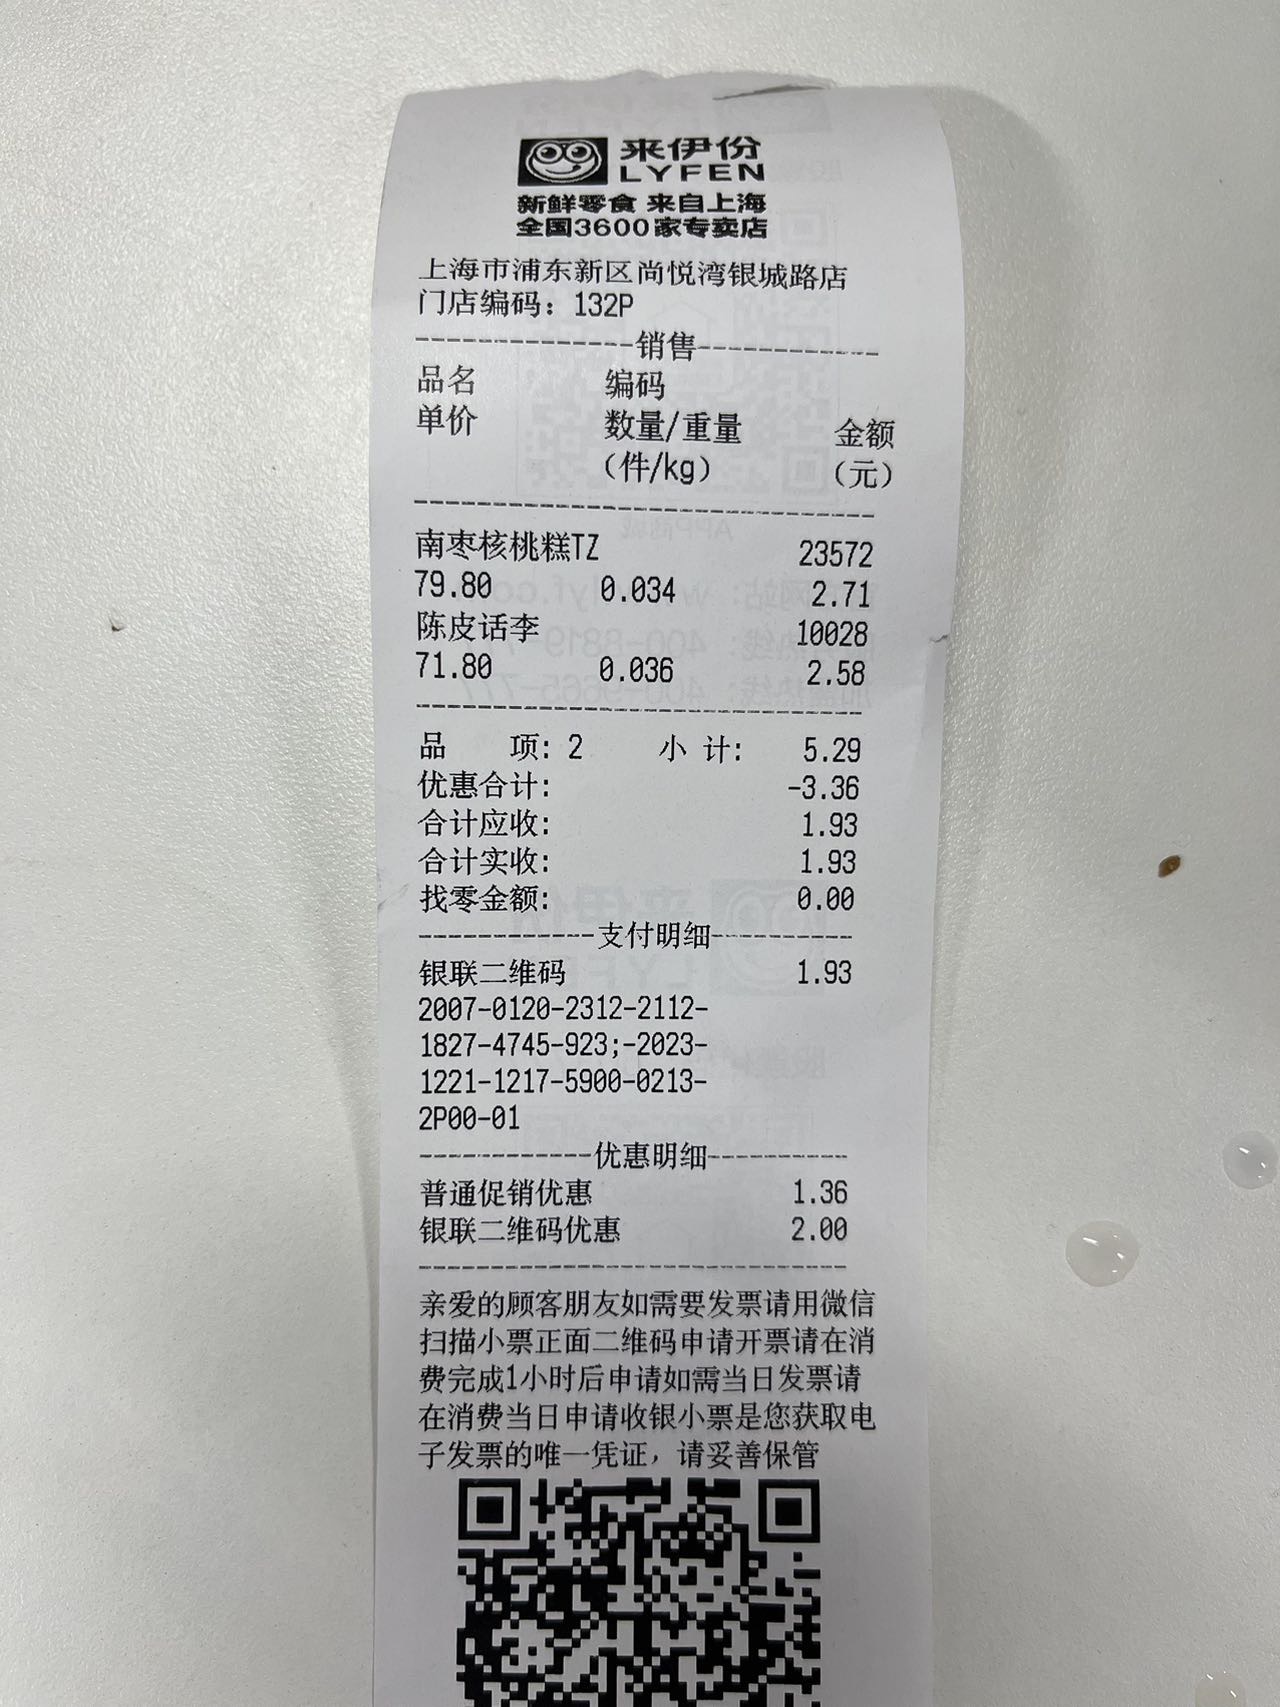 来伊份
LYFEN
新鲜零食 来自上海
全国3600家专卖店
上海市浦东新区尚悦湾银城路店
门店编码：132P
--------------销售------------
品名 编码
单价 数量/重量 金额
（件/kg） （元）
------------------------------
南枣核桃糕TZ 23572
79.80 0.034 2.71
陈皮话李 10028
71.80 0.036 2.58
------------------------------
品 项: 2 小 计: 5.29
优惠合计: -3.36
合计应收: 1.93
合计实收: 1.93
找零金额: 0.00
------------支付明细----------
银联二维码 1.93
2007-0120-2312-2112-
1827-4745-923;-2023-
1221-1217-5900-0213-
2P00-01
------------优惠明细----------
普通促销优惠 1.36
银联二维码优惠 2.00
------------------------------
亲爱的顾客朋友如需要发票请用微信
扫描小票正面二维码申请开票请在消
费完成1小时后申请如需当日发票请
在消费当日申请收银小票是您获取电
子发票的唯一凭证，请妥善保管